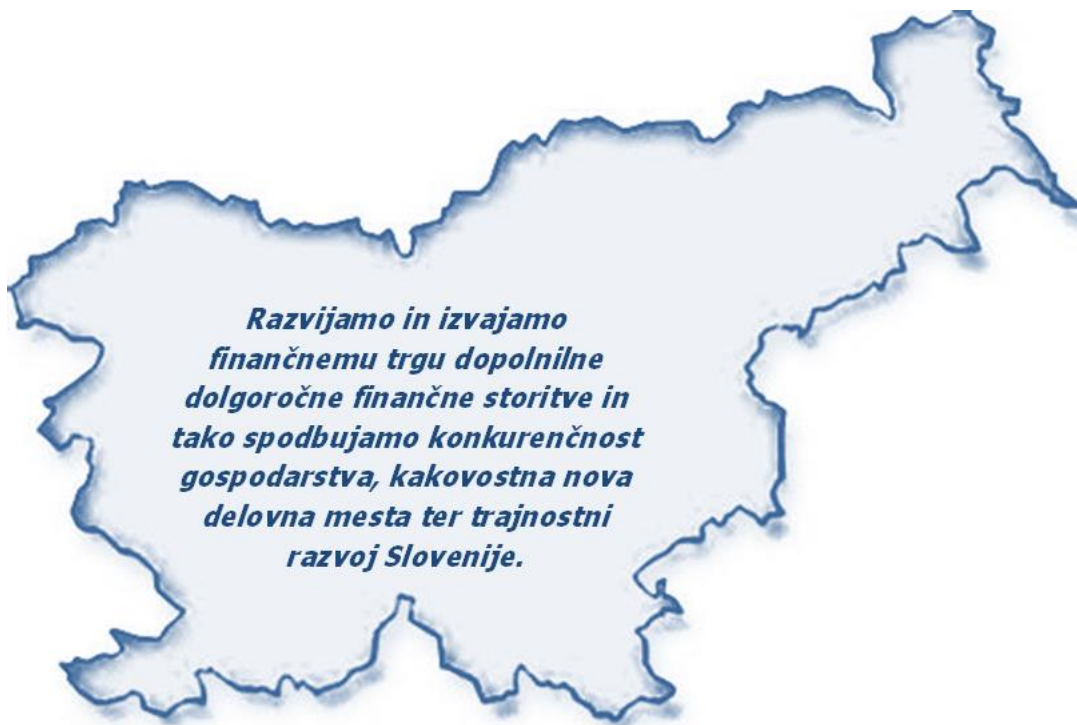 Razvijamo in izvajamo
finančnemu trgu dopolnilne
dolgoročne finančne storitve in
tako spodbujamo konkurenčnost
gospodarstva, kakovostna nova
delovna mesta ter trajnostni
razvoj Slovenije.